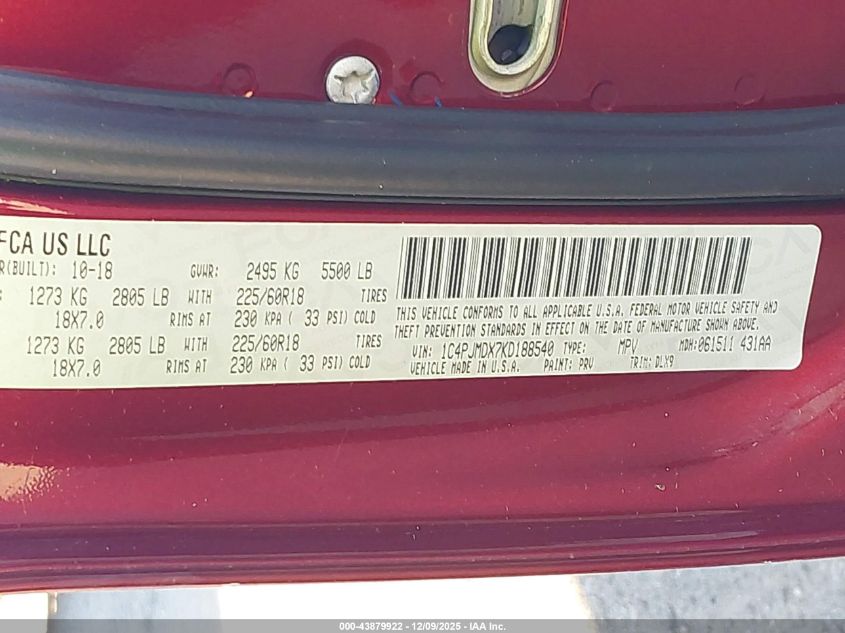 FCA US LLC
R(BUILT): 10-18 GVWR: 2495 KG 5500 LB
: 1273 KG 2805 LB WITH 225/60R18 TIRES
18X7.0 RIMS AT 230 KPA ( 33 PSI) COLD
: 1273 KG 2805 LB WITH 225/60R18 TIRES
18X7.0 RIMS AT 230 KPA ( 33 PSI) COLD
THIS VEHICLE CONFORMS TO ALL APPLICABLE U.S.A. FEDERAL MOTOR VEHICLE SAFETY AND
THEFT PREVENTION STANDARDS IN EFFECT ON THE DATE OF MANUFACTURE SHOWN ABOVE.
VIN: 1C4PJMDX7KD188540 TYPE: MPV MDH:061511 431AA
VEHICLE MADE IN U.S.A. PAINT: PRV TRIM: DLX9
000-43879922 - 12/09/2025 - IAA Inc.